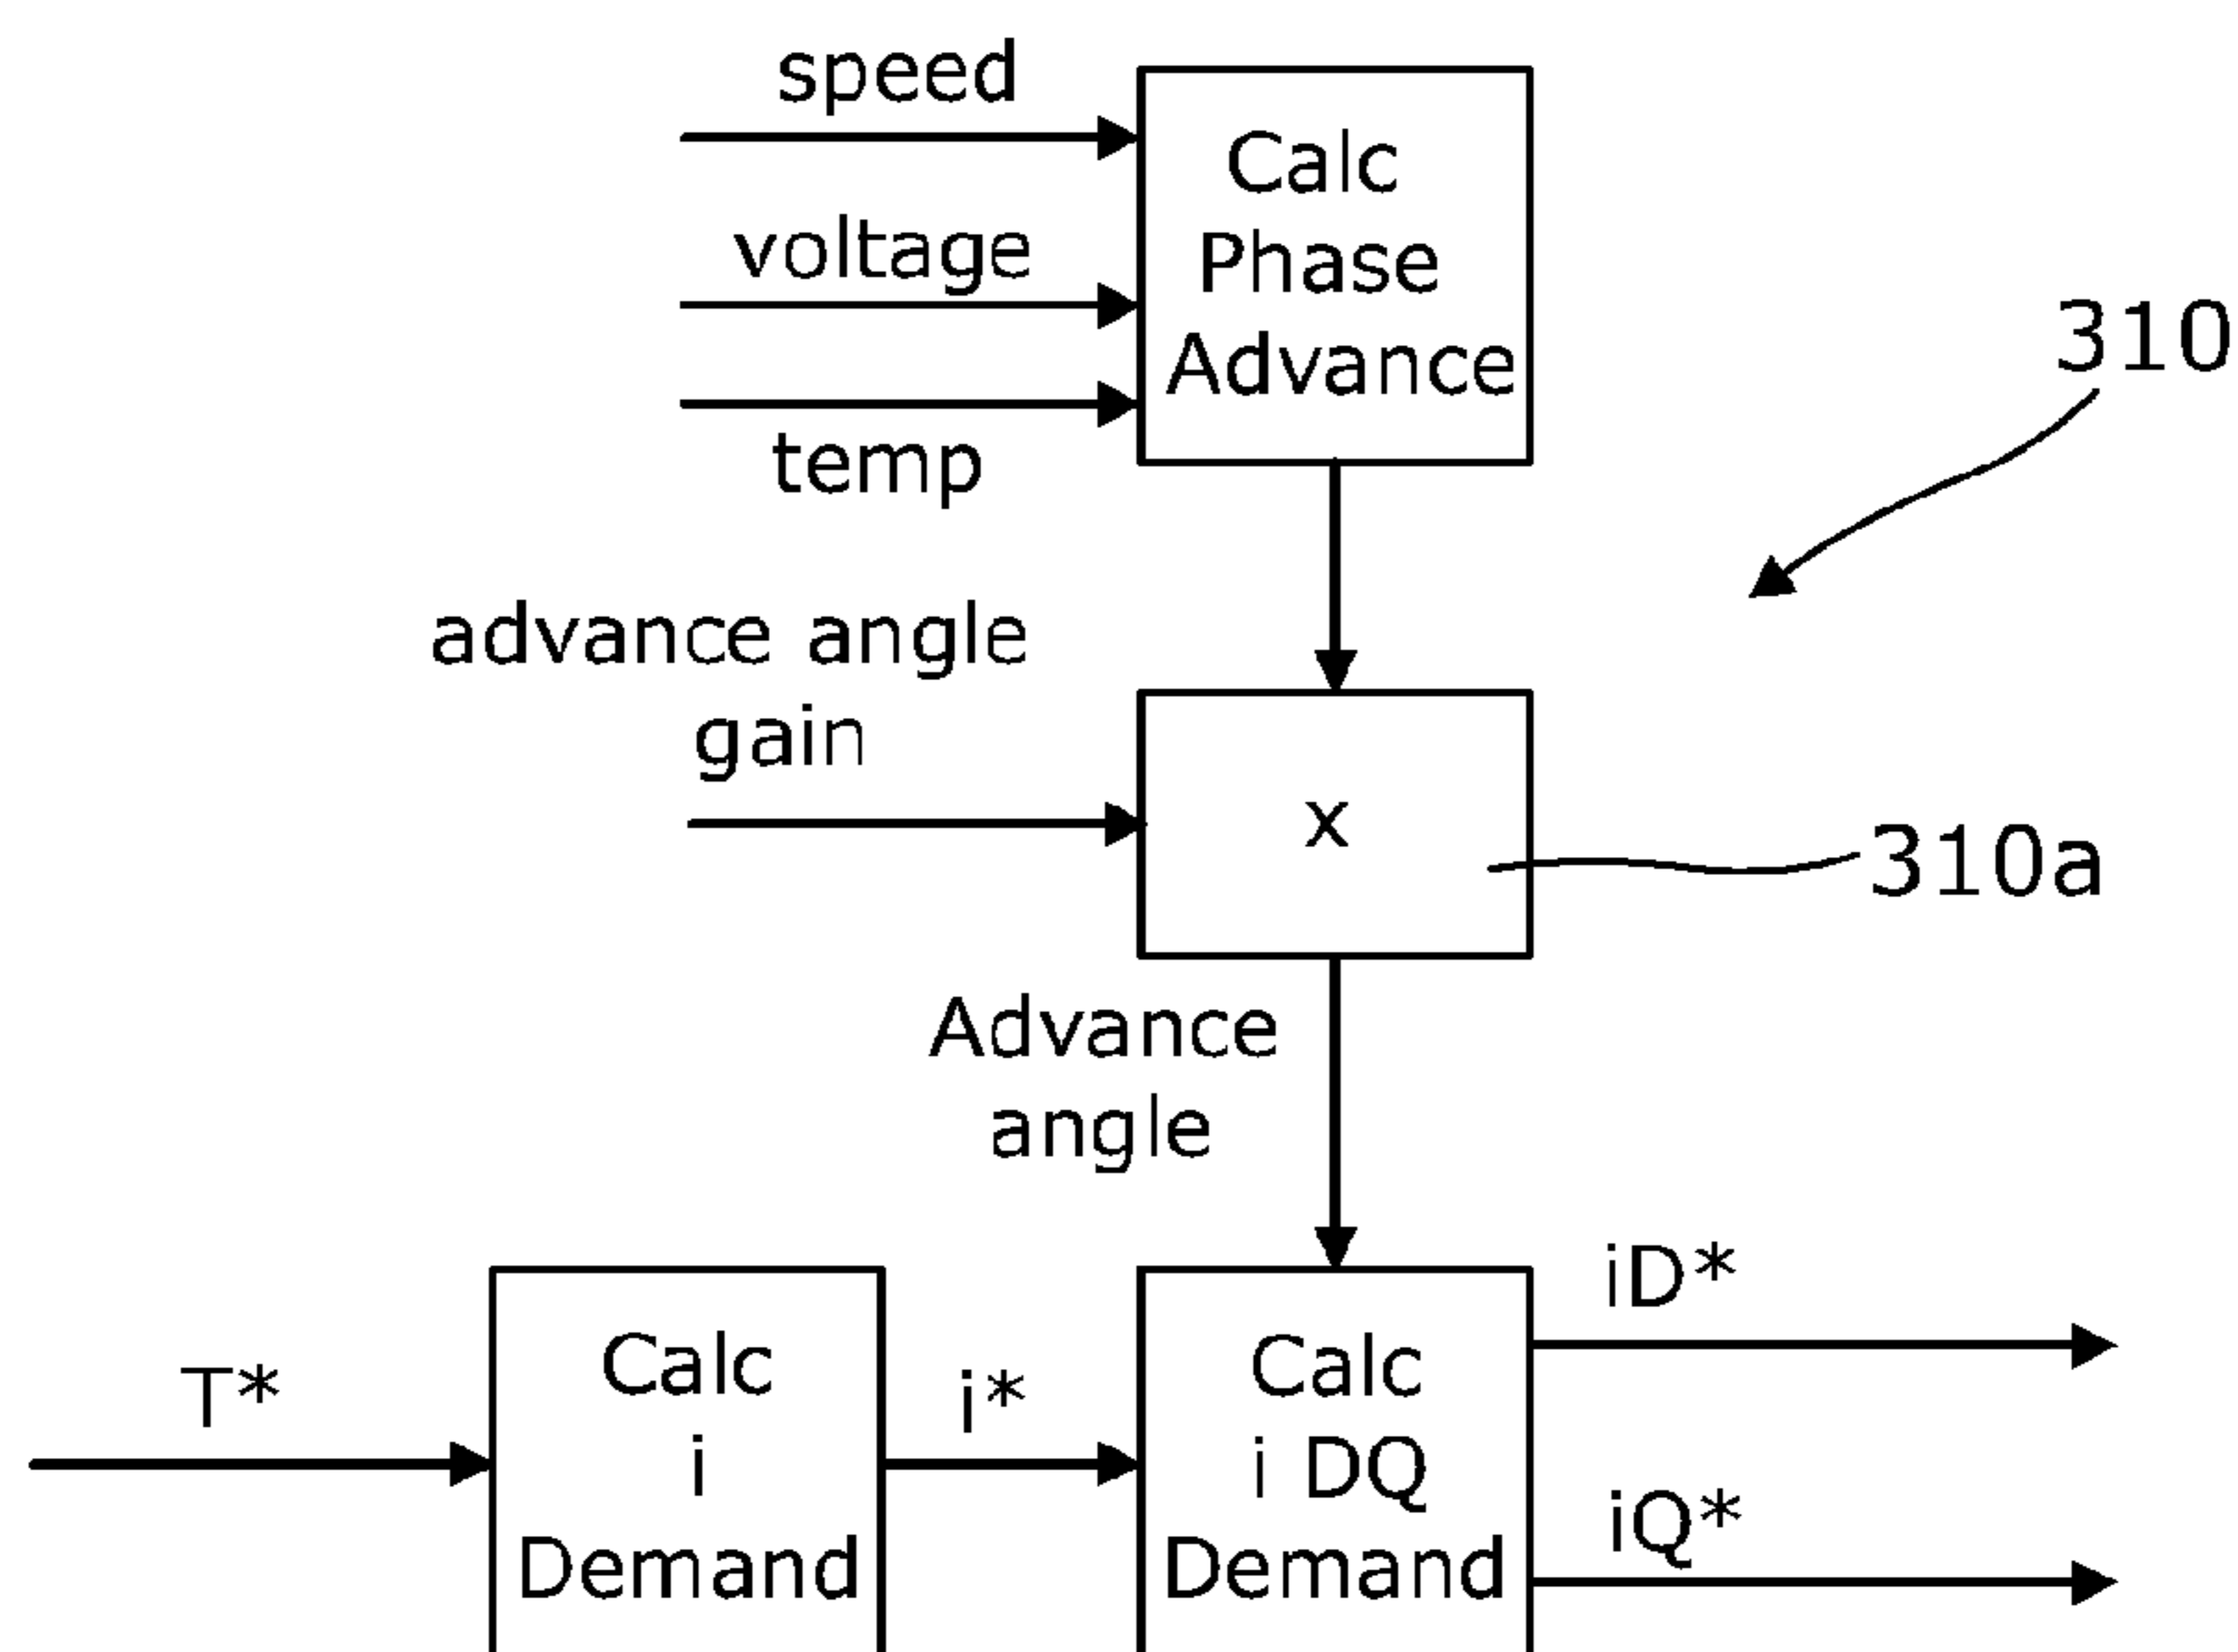 speed
Calc
Phase
Advance
voltage
temp
310
advance angle
gain
x
310a
Advance
angle
T*
Calc
i
Demand
i*
Calc
i DQ
Demand
iD*
iQ*